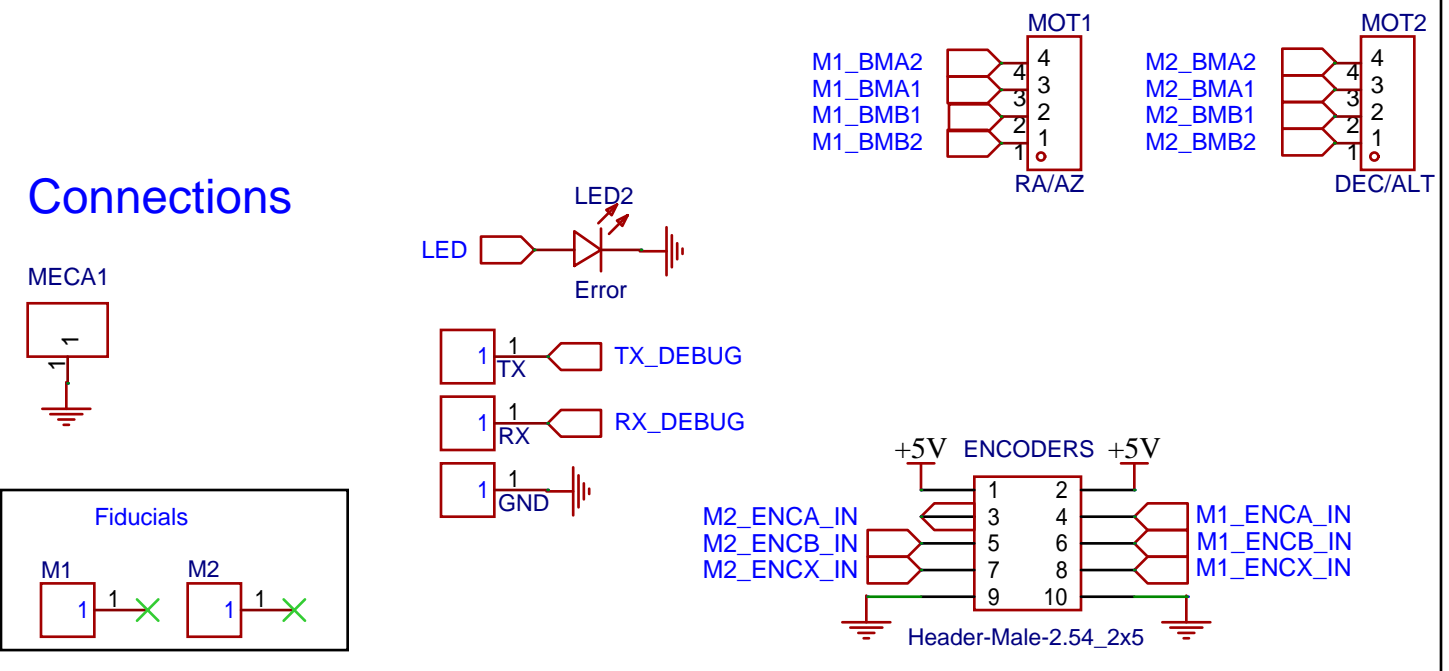 MOT1
M1_BMA2
M1_BMA1
M1_BMB1
M1_BMB2
4
3
2
1
4
3
2
1
RA/AZ
MOT2
M2_BMA2
M2_BMA1
M2_BMB1
M2_BMB2
4
3
2
1
4
3
2
1
DEC/ALT
Connections
MECA1
1
1
LED2
LED
Error
1
1
TX
TX_DEBUG
1
1
RX
RX_DEBUG
1
1
GND
Fiducials
M1
1
1
M2
1
1
+5V
ENCODERS
+5V
1 2
M2_ENCA_IN 3 4 M1_ENCA_IN
M2_ENCB_IN 5 6 M1_ENCB_IN
M2_ENCX_IN 7 8 M1_ENCX_IN
9 10
Header-Male-2.54_2x5